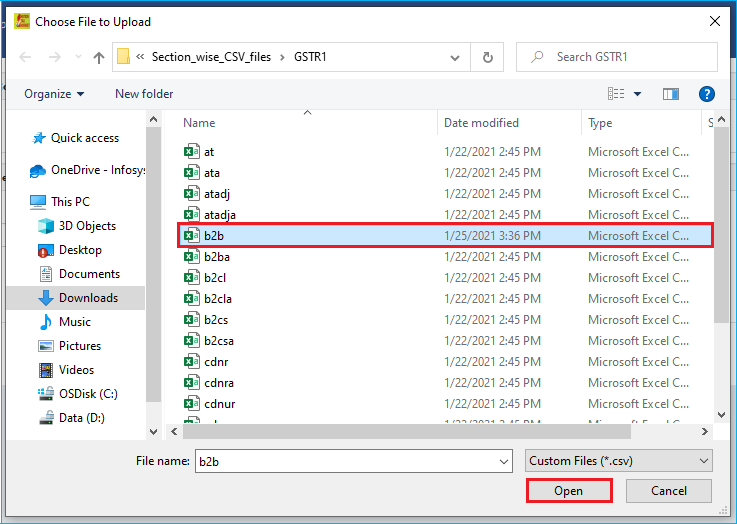 Choose File to Upload
« Section_wise_CSV_files › GSTR1
Search GSTR1
Organize
New folder
Name
Date modified
Type
S
Quick access
OneDrive - Infosys
This PC
3D Objects
Desktop
Documents
Downloads
Music
Pictures
Videos
OSDisk (C:)
Data (D:)
at 1/22/2021 2:45 PM Microsoft Excel C...
ata 1/22/2021 2:45 PM Microsoft Excel C...
atadj 1/22/2021 2:45 PM Microsoft Excel C...
atadja 1/22/2021 2:45 PM Microsoft Excel C...
b2b 1/25/2021 3:36 PM Microsoft Excel C...
b2ba 1/22/2021 2:45 PM Microsoft Excel C...
b2cl 1/22/2021 2:45 PM Microsoft Excel C...
b2cla 1/22/2021 2:45 PM Microsoft Excel C...
b2cs 1/22/2021 2:45 PM Microsoft Excel C...
b2csa 1/22/2021 2:45 PM Microsoft Excel C...
cdnr 1/22/2021 2:45 PM Microsoft Excel C...
cdnra 1/22/2021 2:45 PM Microsoft Excel C...
cdnur 1/22/2021 2:45 PM Microsoft Excel C...
File name: b2b
Custom Files (*.csv)
Open
Cancel